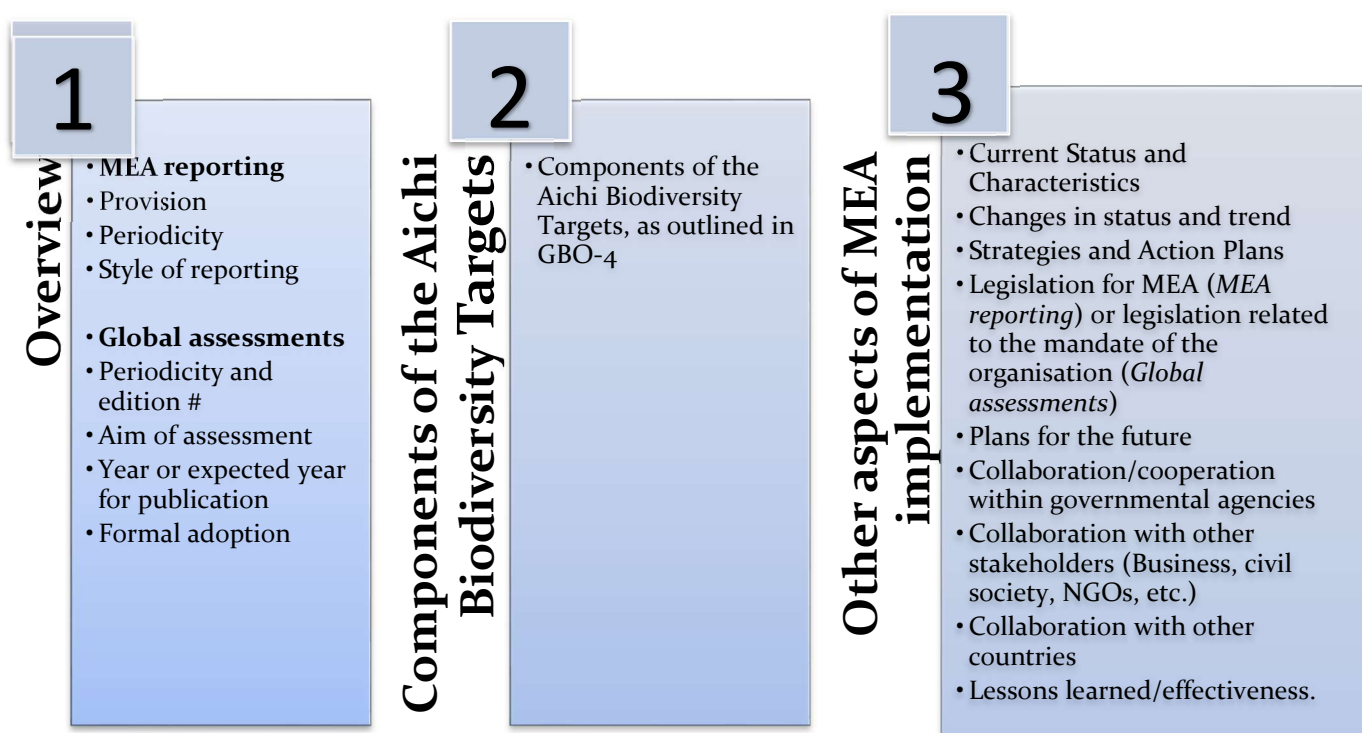 1
Overview
• MEA reporting
• Provision
• Periodicity
• Style of reporting
• Global assessments
• Periodicity and
edition #
• Aim of assessment
• Year or expected year
for publication
• Formal adoption
2
Components of the Aichi
Biodiversity Targets
• Components of the
Aichi Biodiversity
Targets, as outlined in
GBO-4
3
Other aspects of MEA
implementation
• Current Status and
Characteristics
• Changes in status and trend
• Strategies and Action Plans
• Legislation for MEA (MEA
reporting) or legislation related
to the mandate of the
organisation (Global
assessments)
• Plans for the future
• Collaboration/cooperation
within governmental agencies
• Collaboration with other
stakeholders (Business, civil
society, NGOs, etc.)
• Collaboration with other
countries
• Lessons learned/effectiveness.